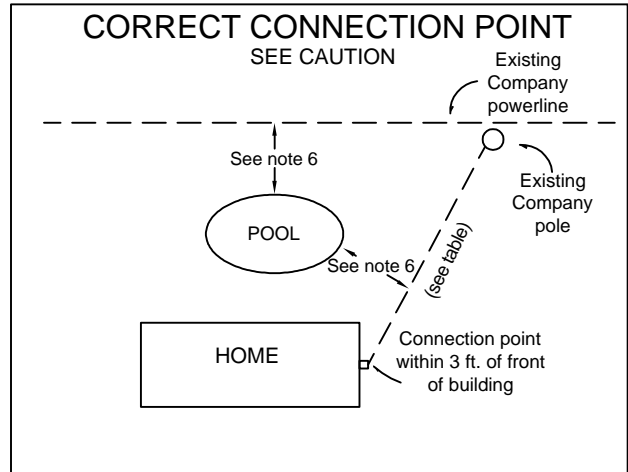 CORRECT CONNECTION POINT
SEE CAUTION
Existing
Company
powerline
See note 6
Existing
Company
pole
POOL
See note 6
(see table)
HOME
Connection point
within 3 ft. of front
of building